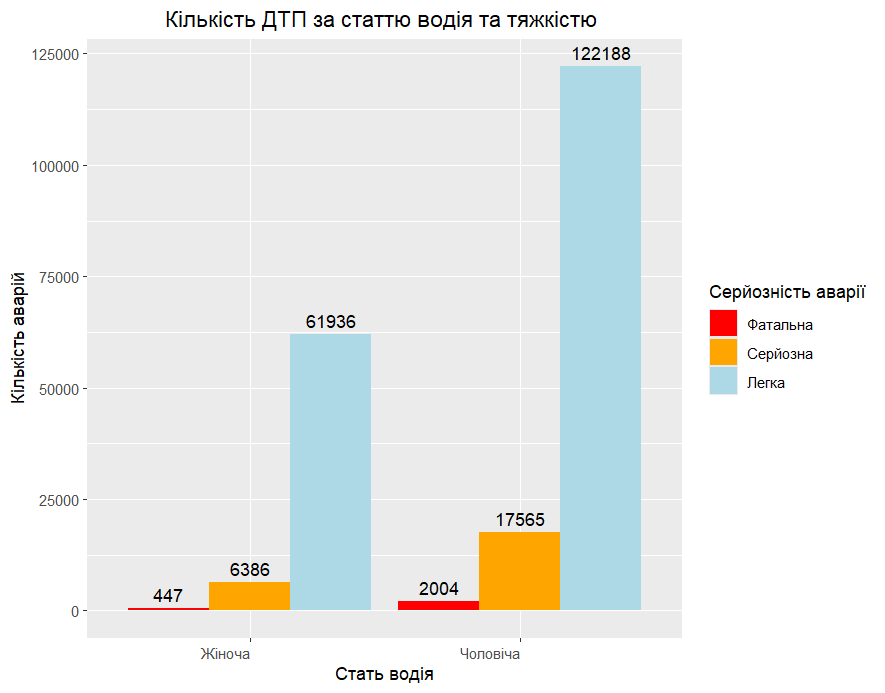 Кількість ДТП за статтю водія та тяжкістю
125000
100000
75000
50000
25000
0
Кількість аварій
447
6386
61936
2004
17565
122188
Жіноча
Чоловіча
Стать водія
Серйозність аварії
Фатальна
Серйозна
Легка